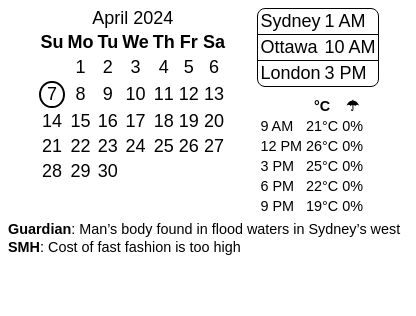 April 2024
Su Mo Tu We Th Fr Sa
1 2 3 4 5 6
7 8 9 10 11 12 13
14 15 16 17 18 19 20
21 22 23 24 25 26 27
28 29 30
Sydney 1 AM
Ottawa 10 AM
London 3 PM
°C ☂
9 AM 21°C 0%
12 PM 26°C 0%
3 PM 25°C 0%
6 PM 22°C 0%
9 PM 19°C 0%
Guardian: Man’s body found in flood waters in Sydney’s west
SMH: Cost of fast fashion is too high